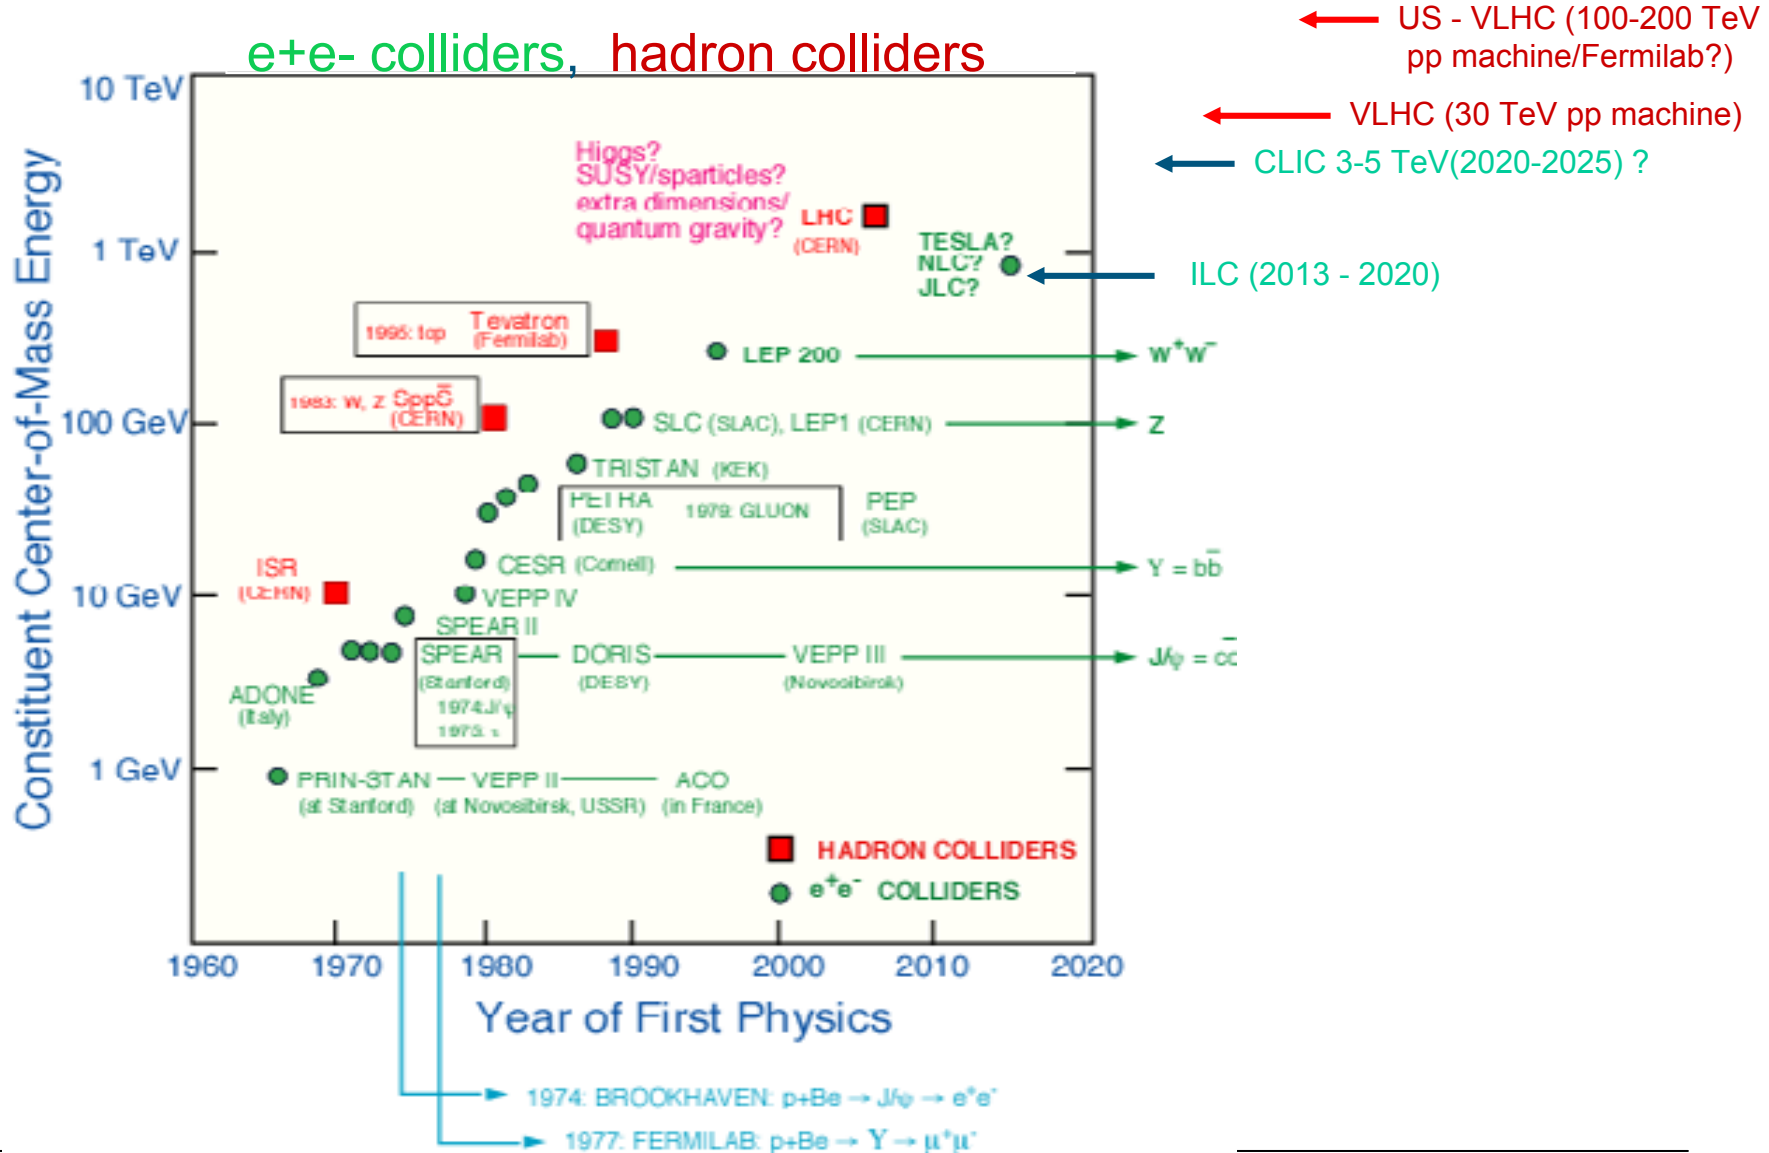 US - VLHC (100-200 TeV
pp machine/Fermilab?)
e+e- colliders, hadron colliders
10 TeV
VLHC (30 TeV pp machine)
CLIC 3-5 TeV(2020-2025) ?
Higgs?
SUSY/sparticles?
extra dimensions/
quantum gravity?
LHC
(CERN)
1 TeV
TESLA?
NLC?
JLC?
ILC (2013 - 2020)
1995: top
Tevatron
(Fermilab)
LEP 200
W⁺W⁻
1983: W, Z
SppS̄
(CERN)
100 GeV
SLC (SLAC), LEP1 (CERN)
Z
TRISTAN (KEK)
PETRA
(DESY)
1979: GLUON
PEP
(SLAC)
ISR
(CERN)
CESR (Cornell)
Υ = bb̄
10 GeV
VEPP IV
SPEAR II
SPEAR
(Stanford)
1974:J/ψ
DORIS
(DESY)
VEPP III
(Novosibirsk)
J/ψ = cc̄
ADONE
(Italy)
1 GeV
PRIN-STAN
(at Stanford)
VEPP II
(at Novosibirsk, USSR)
ACO
(in France)
HADRON COLLIDERS
e⁺e⁻ COLLIDERS
Constituent Center-of-Mass Energy
1960 1970 1980 1990 2000 2010 2020
Year of First Physics
1974: BROOKHAVEN: p+Be → J/ψ → e⁺e⁻
1977: FERMILAB: p+Be → Υ → μ⁺μ⁻